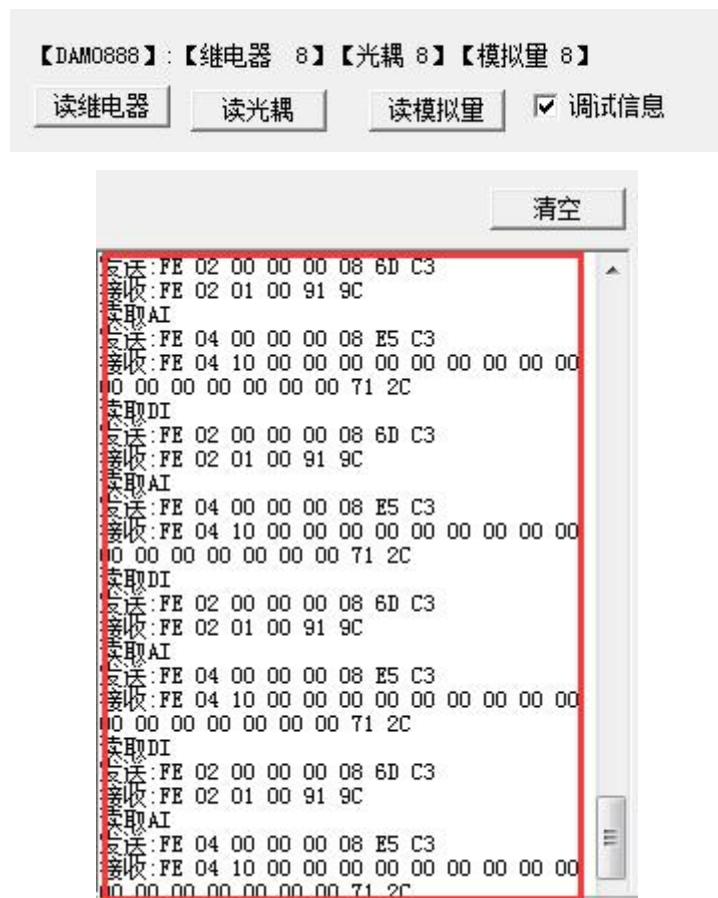 【DAM0888】:【继电器 8】【光耦 8】【模拟量 8】
读继电器 读光耦 读模拟量 调试信息
清空
发送:FE 02 00 00 00 08 6D C3
接收:FE 02 01 00 91 9C
读取AI
发送:FE 04 00 00 00 08 E5 C3
接收:FE 04 10 00 00 00 00 00 00 00 00 00
00 00 00 00 00 00 00 71 2C
读取DI
发送:FE 02 00 00 00 08 6D C3
接收:FE 02 01 00 91 9C
读取AI
发送:FE 04 00 00 00 08 E5 C3
接收:FE 04 10 00 00 00 00 00 00 00 00 00
00 00 00 00 00 00 00 71 2C
读取DI
发送:FE 02 00 00 00 08 6D C3
接收:FE 02 01 00 91 9C
读取AI
发送:FE 04 00 00 00 08 E5 C3
接收:FE 04 10 00 00 00 00 00 00 00 00 00
00 00 00 00 00 00 00 71 2C
读取DI
发送:FE 02 00 00 00 08 6D C3
接收:FE 02 01 00 91 9C
读取AI
发送:FE 04 00 00 00 08 E5 C3
接收:FE 04 10 00 00 00 00 00 00 00 00 00
00 00 00 00 00 00 00 71 2C